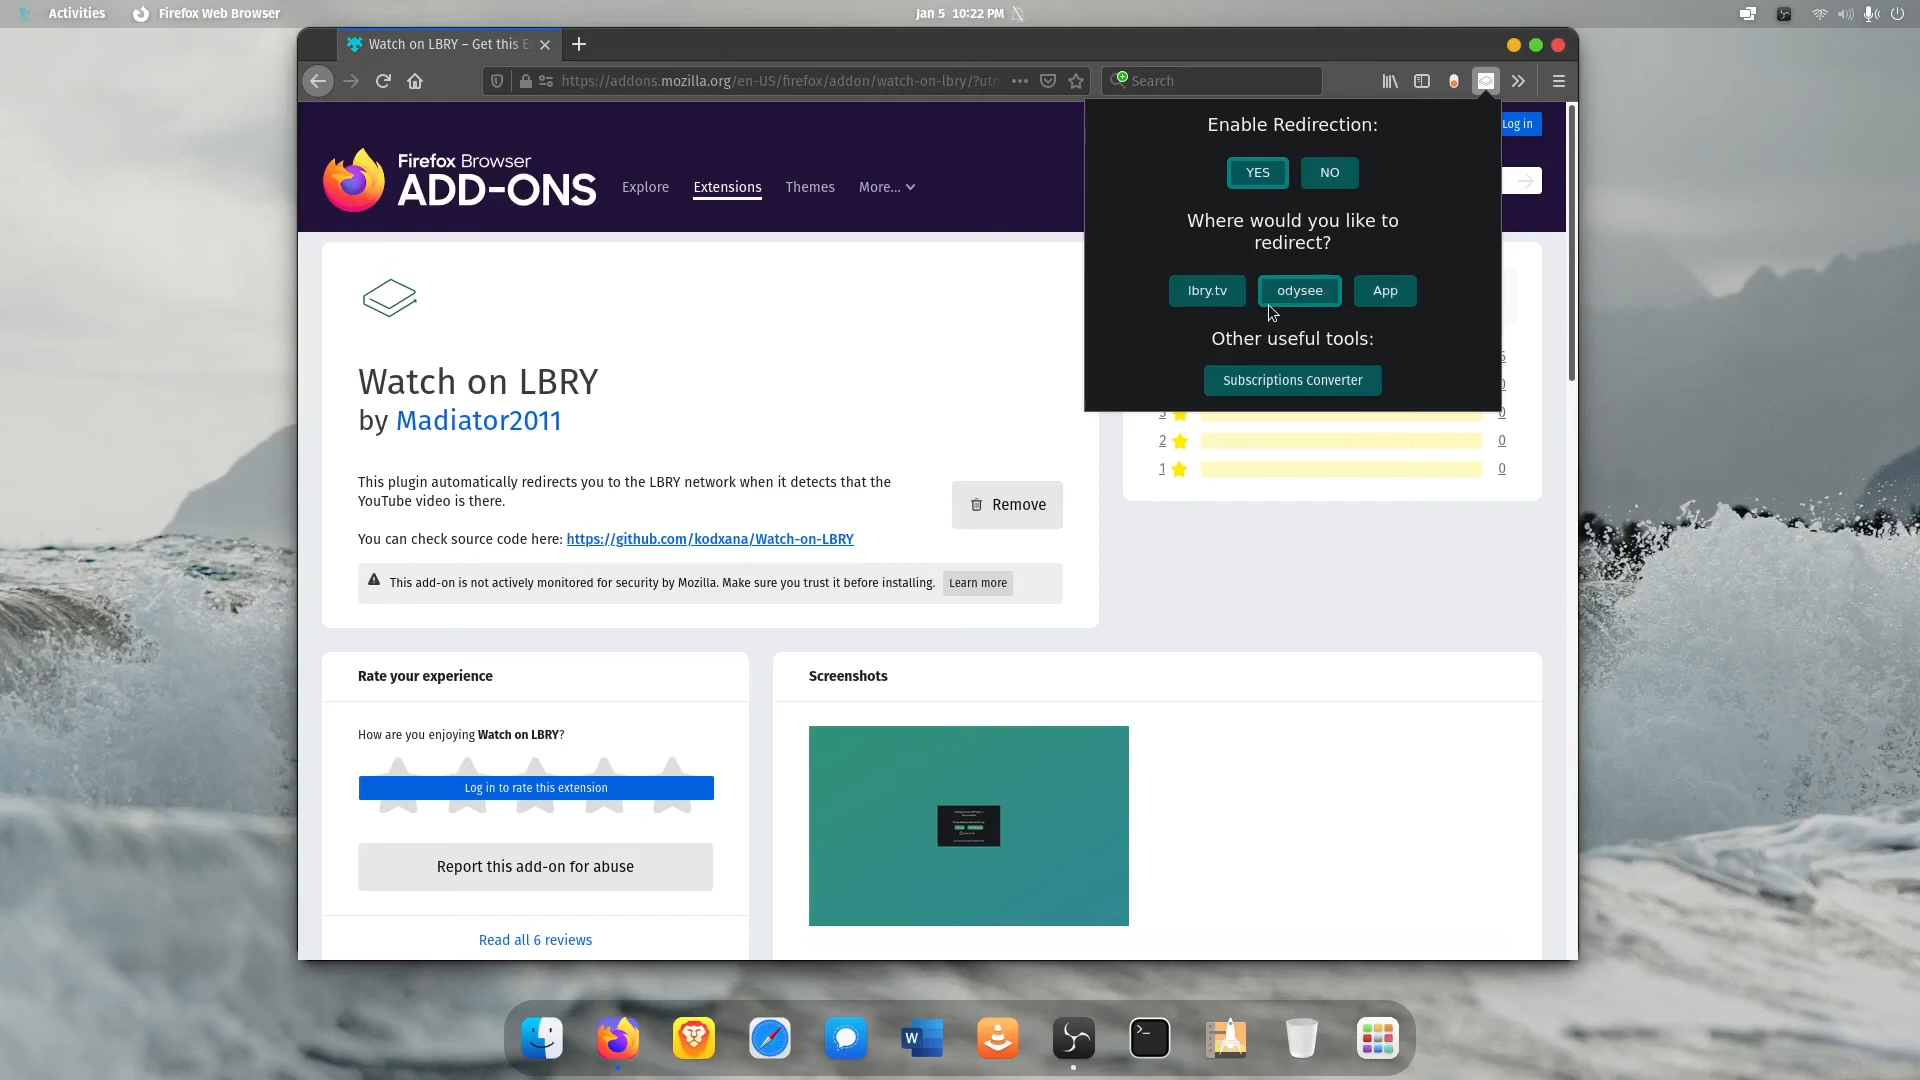 Activities
Firefox Web Browser
Jan 5 10:22 PM
Watch on LBRY – Get this E
https://addons.mozilla.org/en-US/firefox/addon/watch-on-lbry/?utm
Search
Firefox Browser
ADD-ONS
Explore
Extensions
Themes
More...
Log in
Enable Redirection:
YES
NO
Where would you like to
redirect?
lbry.tv
odysee
App
Other useful tools:
Subscriptions Converter
Watch on LBRY
by Madiator2011
This plugin automatically redirects you to the LBRY network when it detects that the
YouTube video is there.
Remove
You can check source code here: https://github.com/kodxana/Watch-on-LBRY
This add-on is not actively monitored for security by Mozilla. Make sure you trust it before installing.
Learn more
0
3 0
2 0
1 0
Rate your experience
How are you enjoying Watch on LBRY?
Log in to rate this extension
Report this add-on for abuse
Read all 6 reviews
Screenshots
W
>_